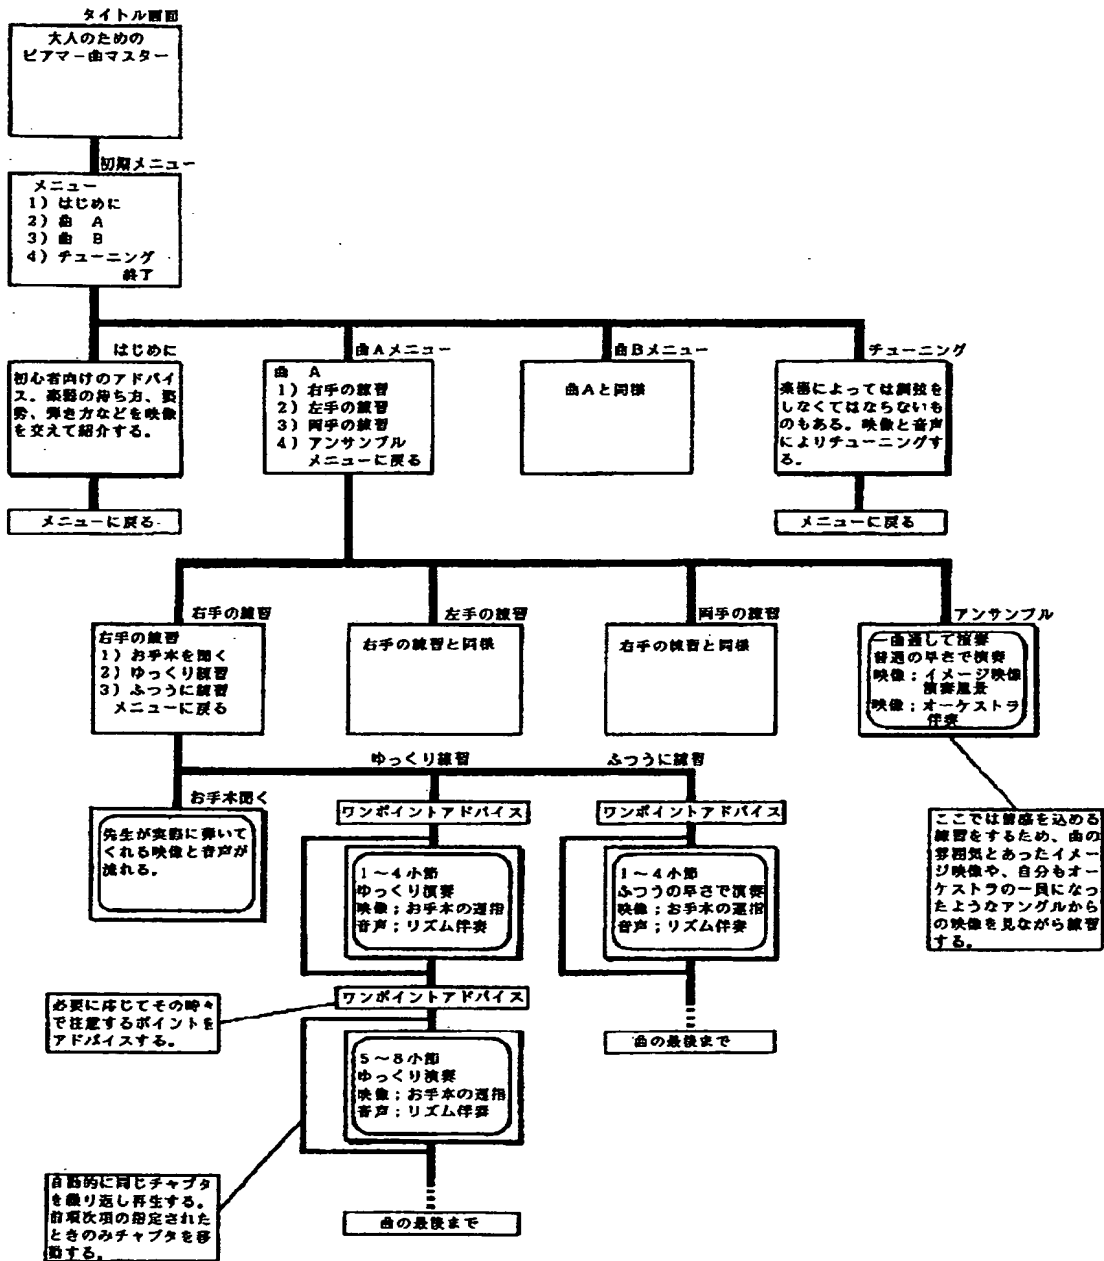 タイトル画面
大人のための
ピアマー曲マスター
初期メニュー
メニュー
1) はじめに
2) 曲 A
3) 曲 B
4) チューニング
終了
はじめに
初心者向けのアドバイ
ス。楽器の持ち方、姿
勢、弾き方などを映像
を交えて紹介する。
メニューに戻る
曲Aメニュー
曲 A
1) 右手の練習
2) 左手の練習
3) 両手の練習
4) アンサンブル
メニューに戻る
曲Bメニュー
曲Aと同様
チューニング
楽器によっては調弦を
しなくてはならないも
のもある。映像と音声
によりチューニングす
る。
メニューに戻る
右手の練習
右手の練習
1) お手本を聞く
2) ゆっくり練習
3) ふつうに練習
メニューに戻る
左手の練習
右手の練習と同様
両手の練習
右手の練習と同様
アンサンブル
一曲通して演奏
普通の早さで演奏
映像;イメージ映像
演奏風景
映像;オーケストラ
伴奏
お手本聞く
先生が実際に弾いて
くれる映像と音声が
流れる。
ゆっくり練習
ワンポイントアドバイス
1~4小節
ゆっくり演奏
映像;お手本の運指
音声;リズム伴奏
ワンポイントアドバイス
5~8小節
ゆっくり演奏
映像;お手本の運指
音声;リズム伴奏
曲の最後まで
ふつうに練習
ワンポイントアドバイス
1~4小節
ふつうの早さで演奏
映像;お手本の運指
音声;リズム伴奏
曲の最後まで
ここでは情感を込める
練習をするため、曲の
雰囲気とあったイメー
ジ映像や、自分もオー
ケストラの一員になっ
たようなアングルから
の映像を見ながら練習
する。
必要に応じてその時々
で注意するポイントを
アドバイスする。
自動的に同じチャプタ
を繰り返し再生する。
前項次項の指定された
ときのみチャプタを移
動する。